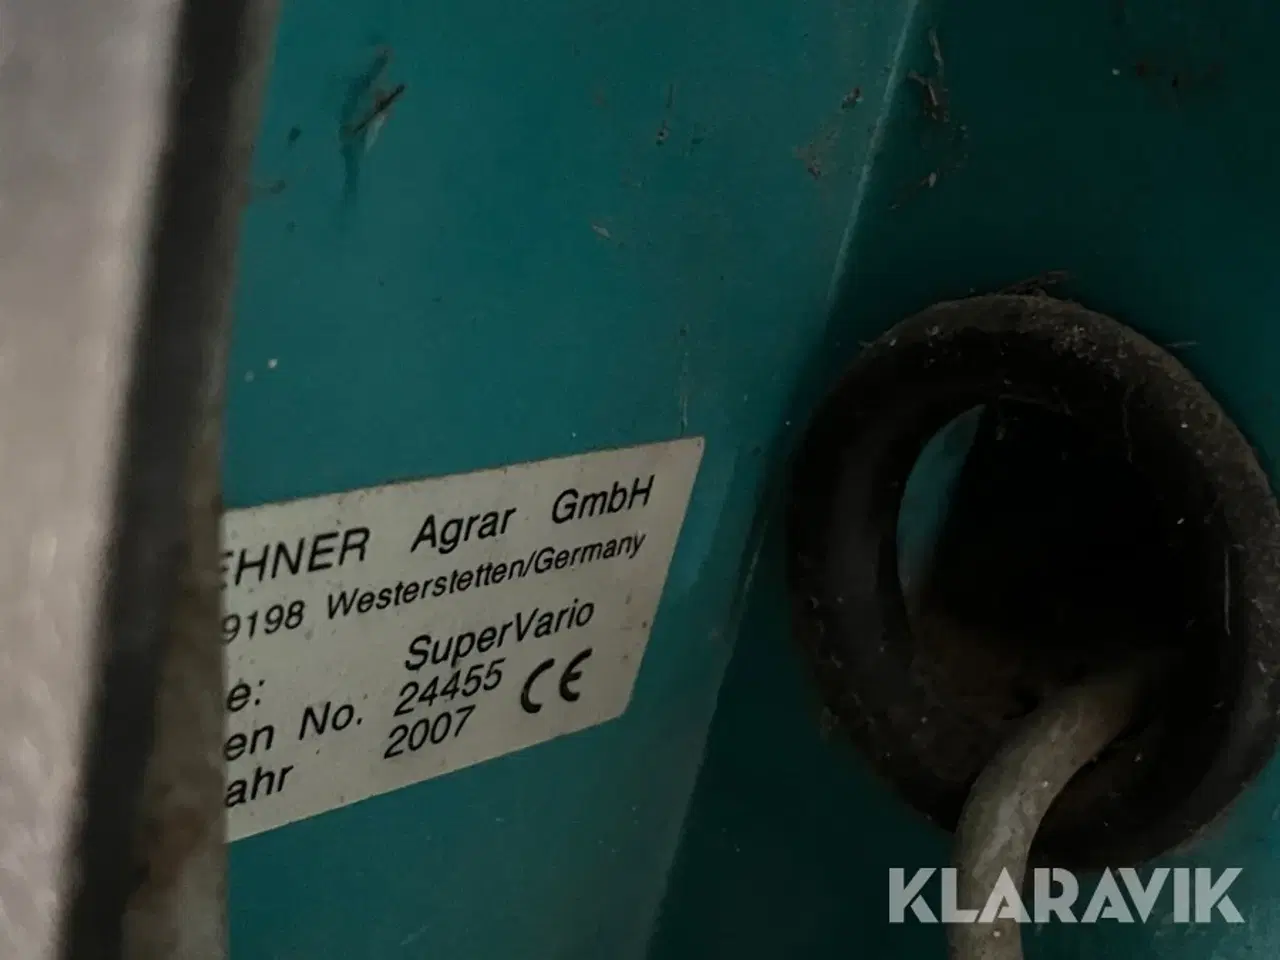 EHNER Agrar GmbH
9198 Westerstetten/Germany
e: SuperVario
en No. 24455
ahr 2007 CE
KLARAVIK